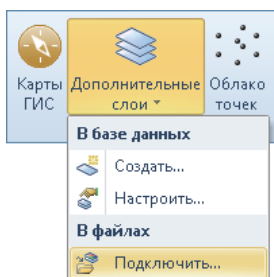 Карты
ГИС
Дополнительные
слои
Облако
точек
В базе данных
Создать...
Настроить...
В файлах
Подключить...